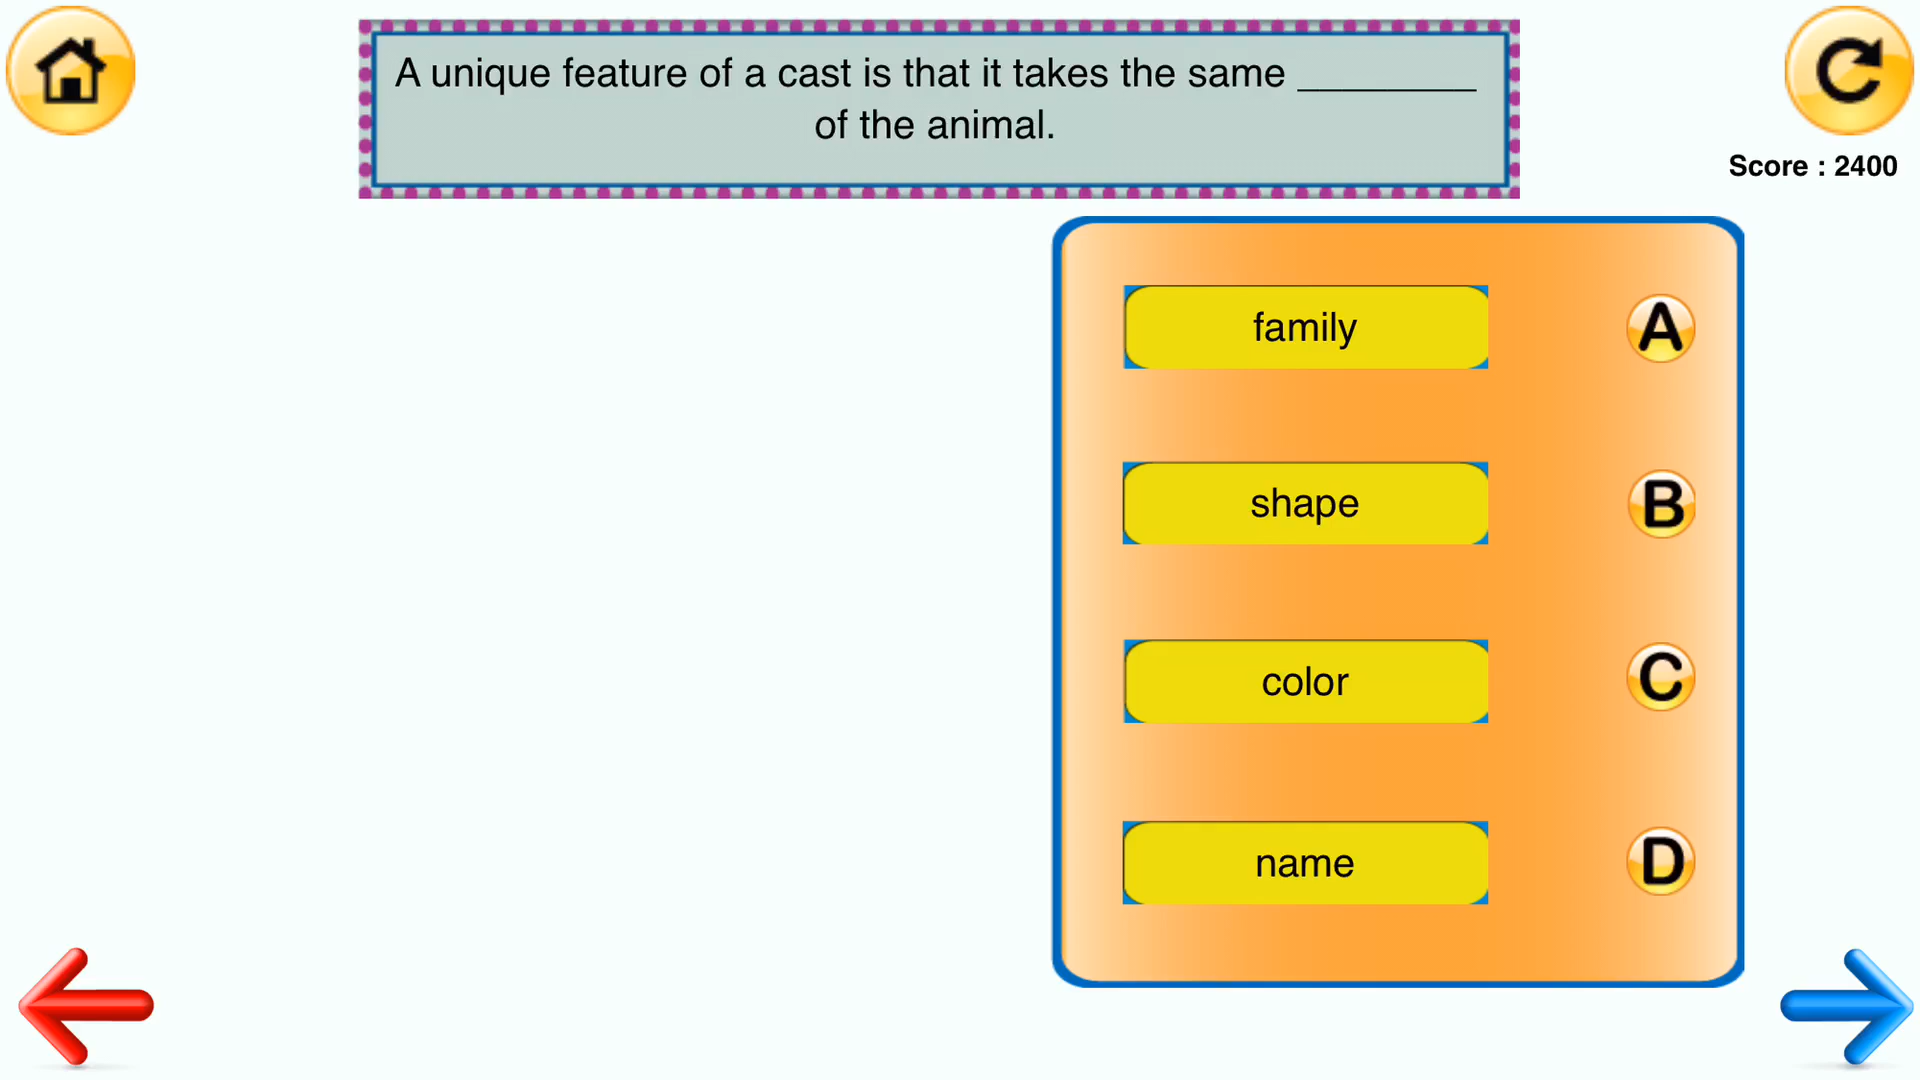 A unique feature of a cast is that it takes the same ________
of the animal.
Score : 2400
family
A
shape
B
color
C
name
D